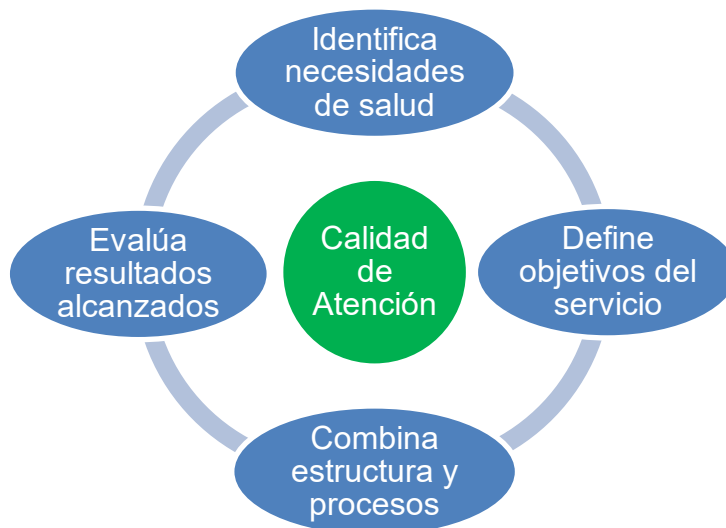 Identifica
necesidades
de salud
Evalúa
resultados
alcanzados
Calidad
de
Atención
Define
objetivos del
servicio
Combina
estructura y
procesos